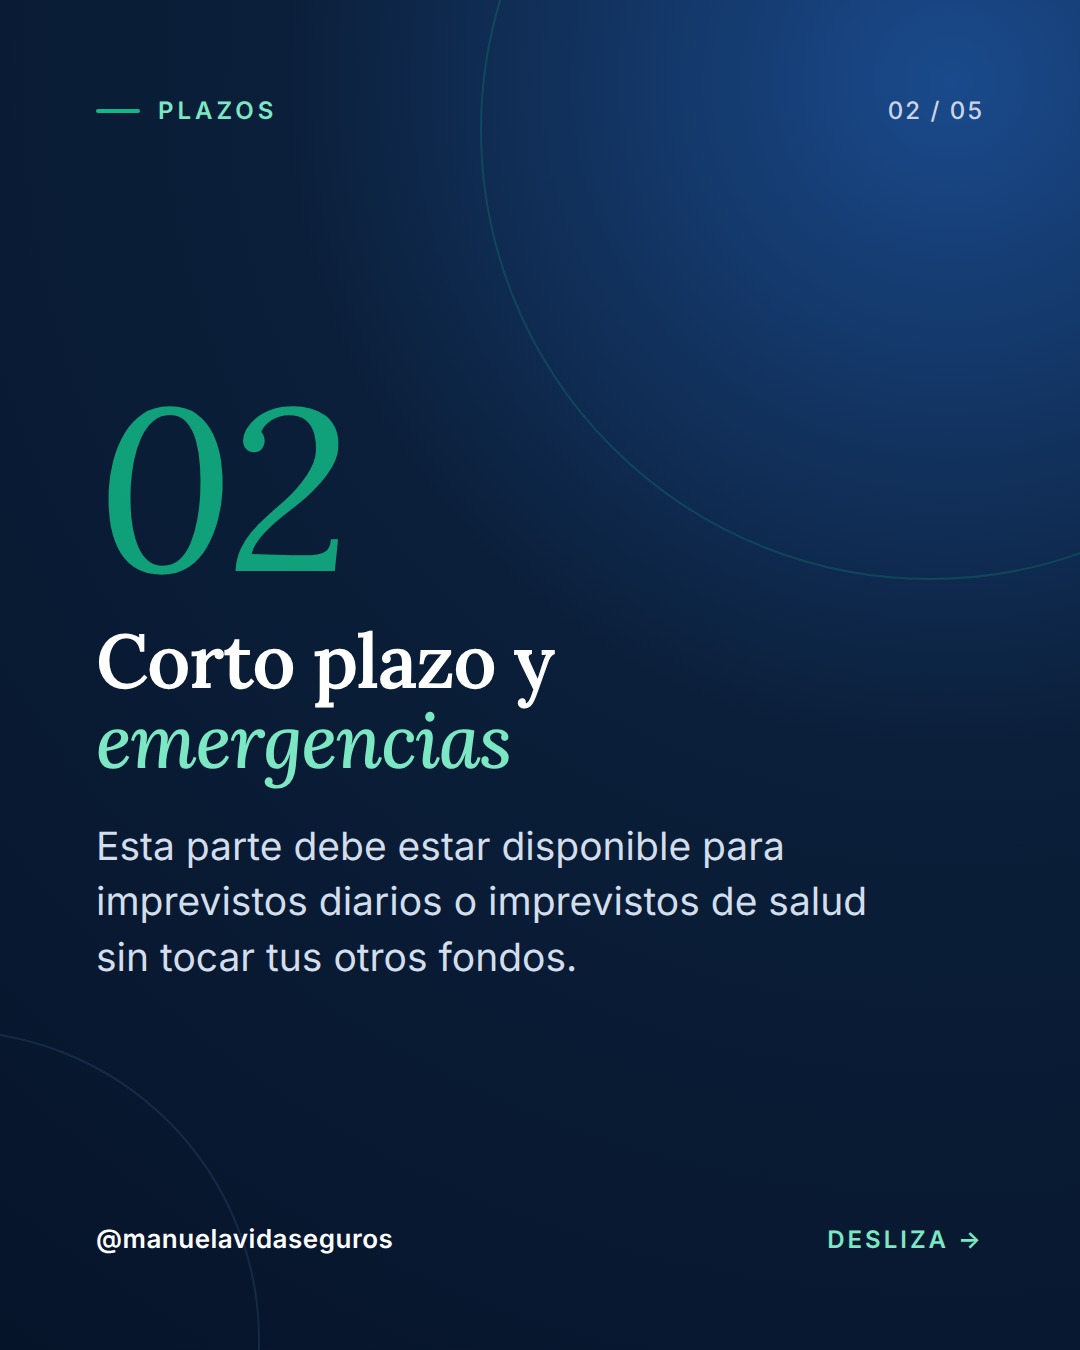 PLAZOS
02 / 05
02
Corto plazo y
emergencias
Esta parte debe estar disponible para
imprevistos diarios o imprevistos de salud
sin tocar tus otros fondos.
@manuelavidaseguros
DESLIZA →